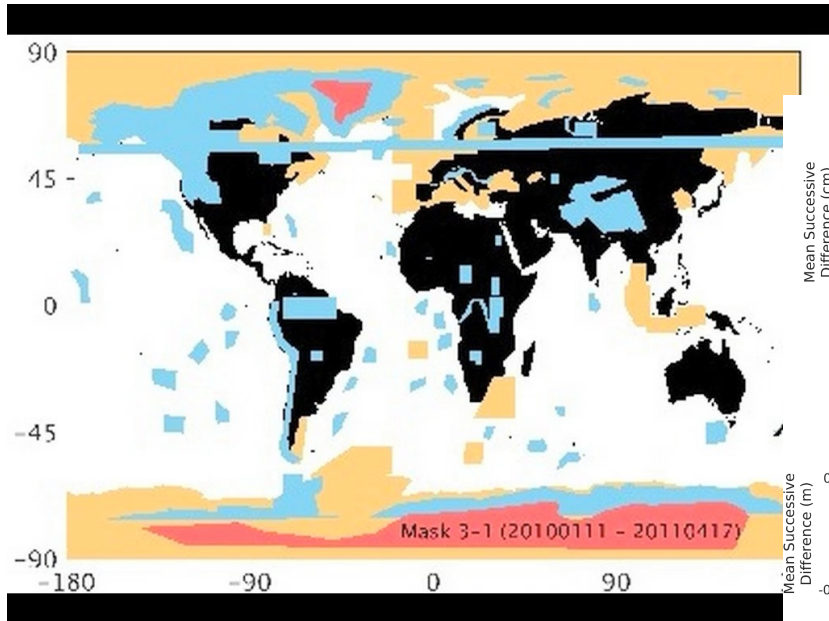 90
45
0
-45
-90
-180
-90
0
90
Mask 3-1 (20100111 - 20110417)
Mean Successive
Difference (cm)
Mean Successive
Difference (m)